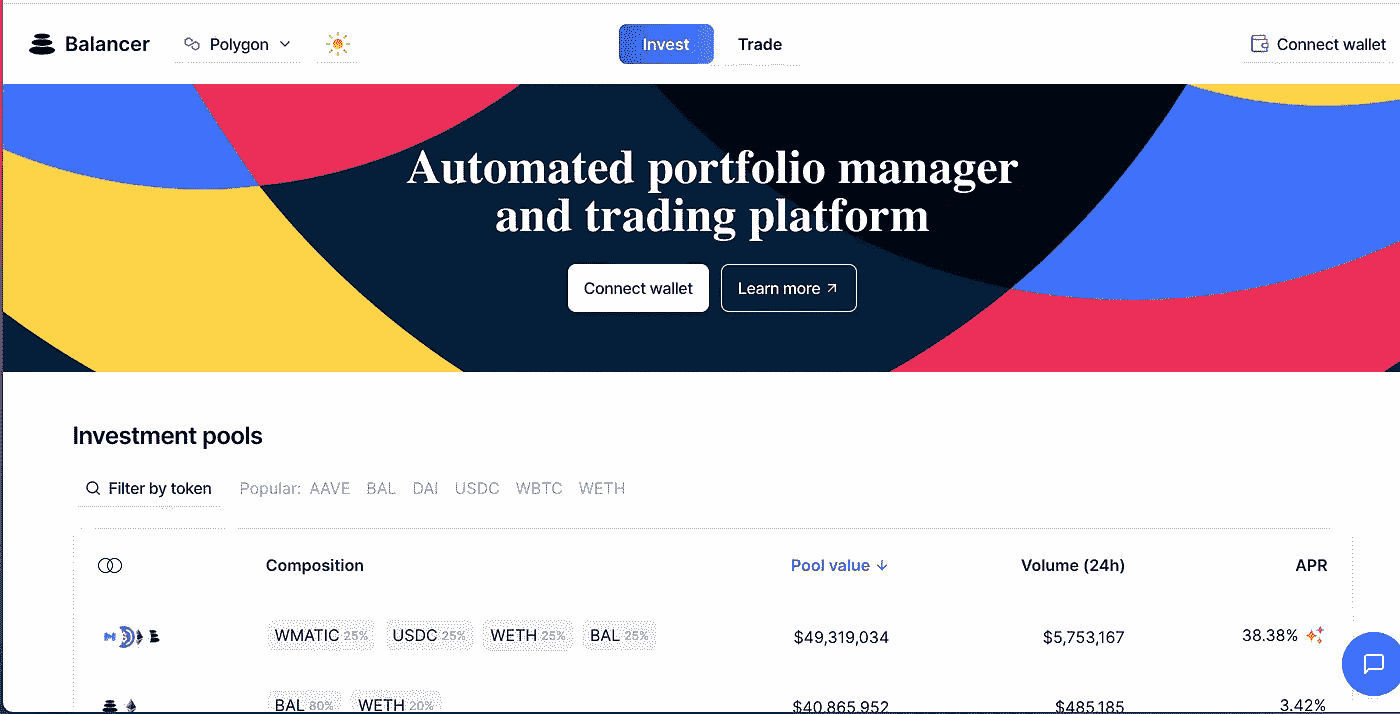 Balancer Polygon Invest Trade Connect wallet
Automated portfolio manager
and trading platform
Connect wallet Learn more
Investment pools
Filter by token Popular: AAVE BAL DAI USDC WBTC WETH
Composition Pool value Volume (24h) APR
WMATIC 25% USDC 25% WETH 25% BAL 25% $49,319,034 $5,753,167 38.38%
BAL 80% WETH 20% $40,865,952 $485,185 3.42%